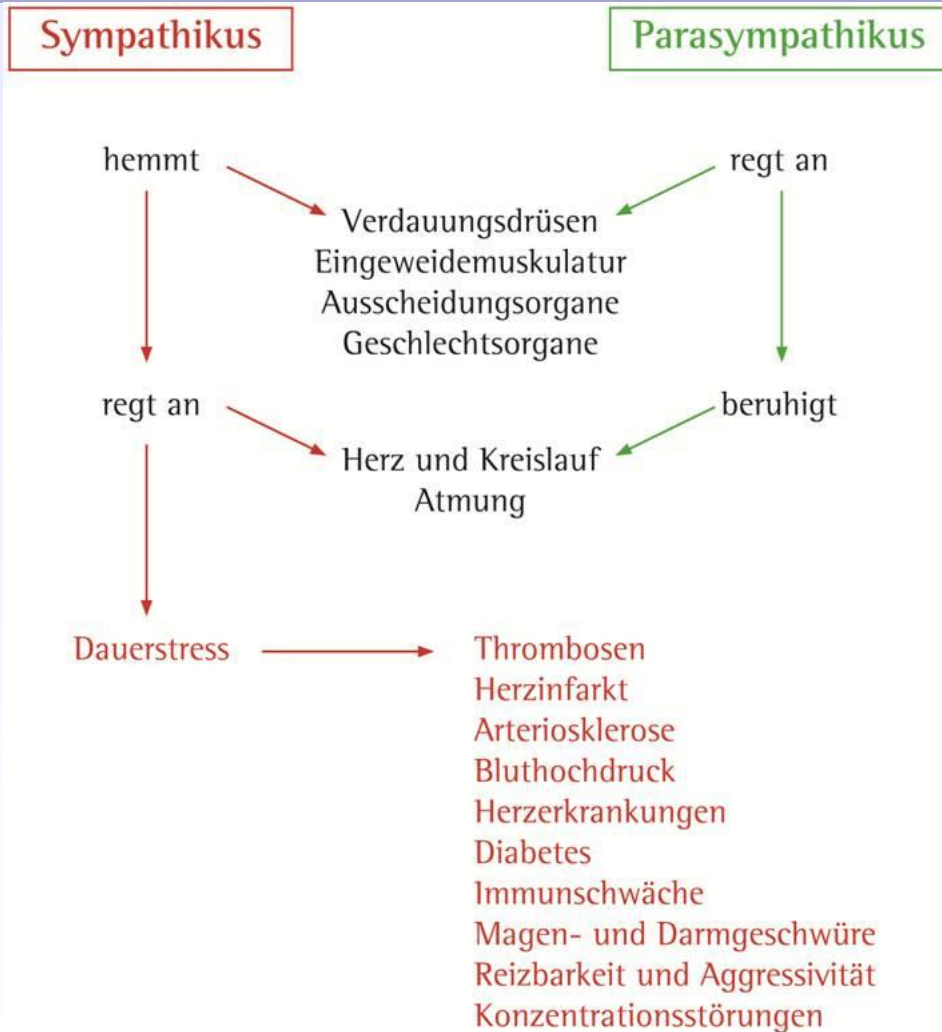 Sympathikus
Parasympathikus
hemmt
regt an
Verdauungsdrüsen
Eingeweidemuskulatur
Ausscheidungsorgane
Geschlechtsorgane
regt an
beruhigt
Herz und Kreislauf
Atmung
Dauerstress
Thrombosen
Herzinfarkt
Arteriosklerose
Bluthochdruck
Herzerkrankungen
Diabetes
Immunschwäche
Magen- und Darmgeschwüre
Reizbarkeit und Aggressivität
Konzentrationsstörungen